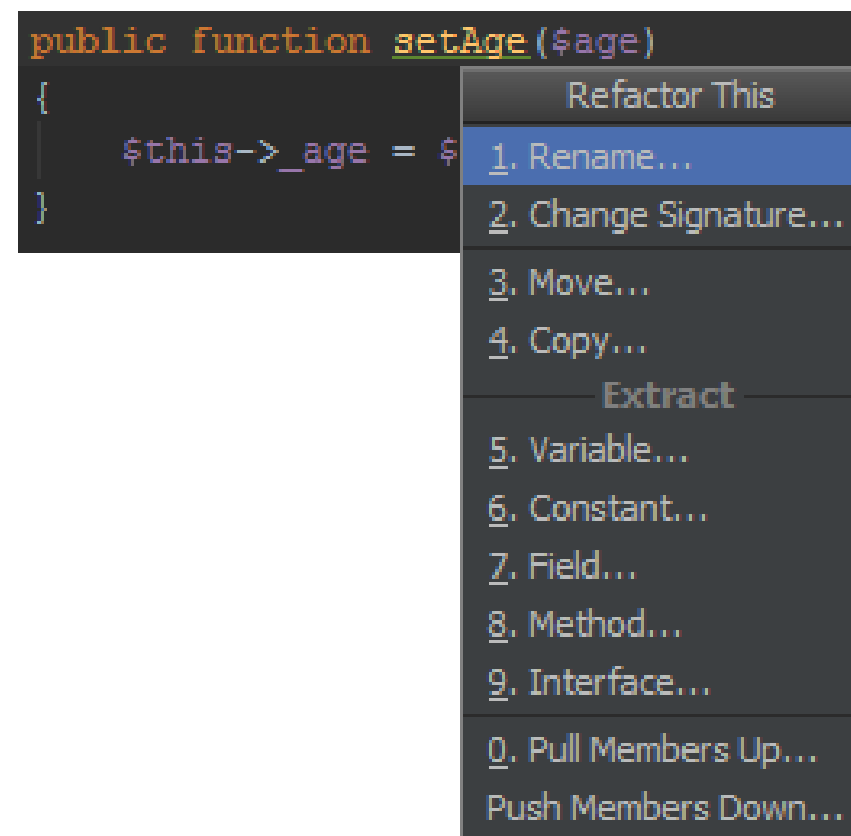 public function setAge($age)
{
$this->_age = $
}
Refactor This
1. Rename...
2. Change Signature...
3. Move...
4. Copy...
Extract
5. Variable...
6. Constant...
7. Field...
8. Method...
9. Interface...
0. Pull Members Up...
Push Members Down...